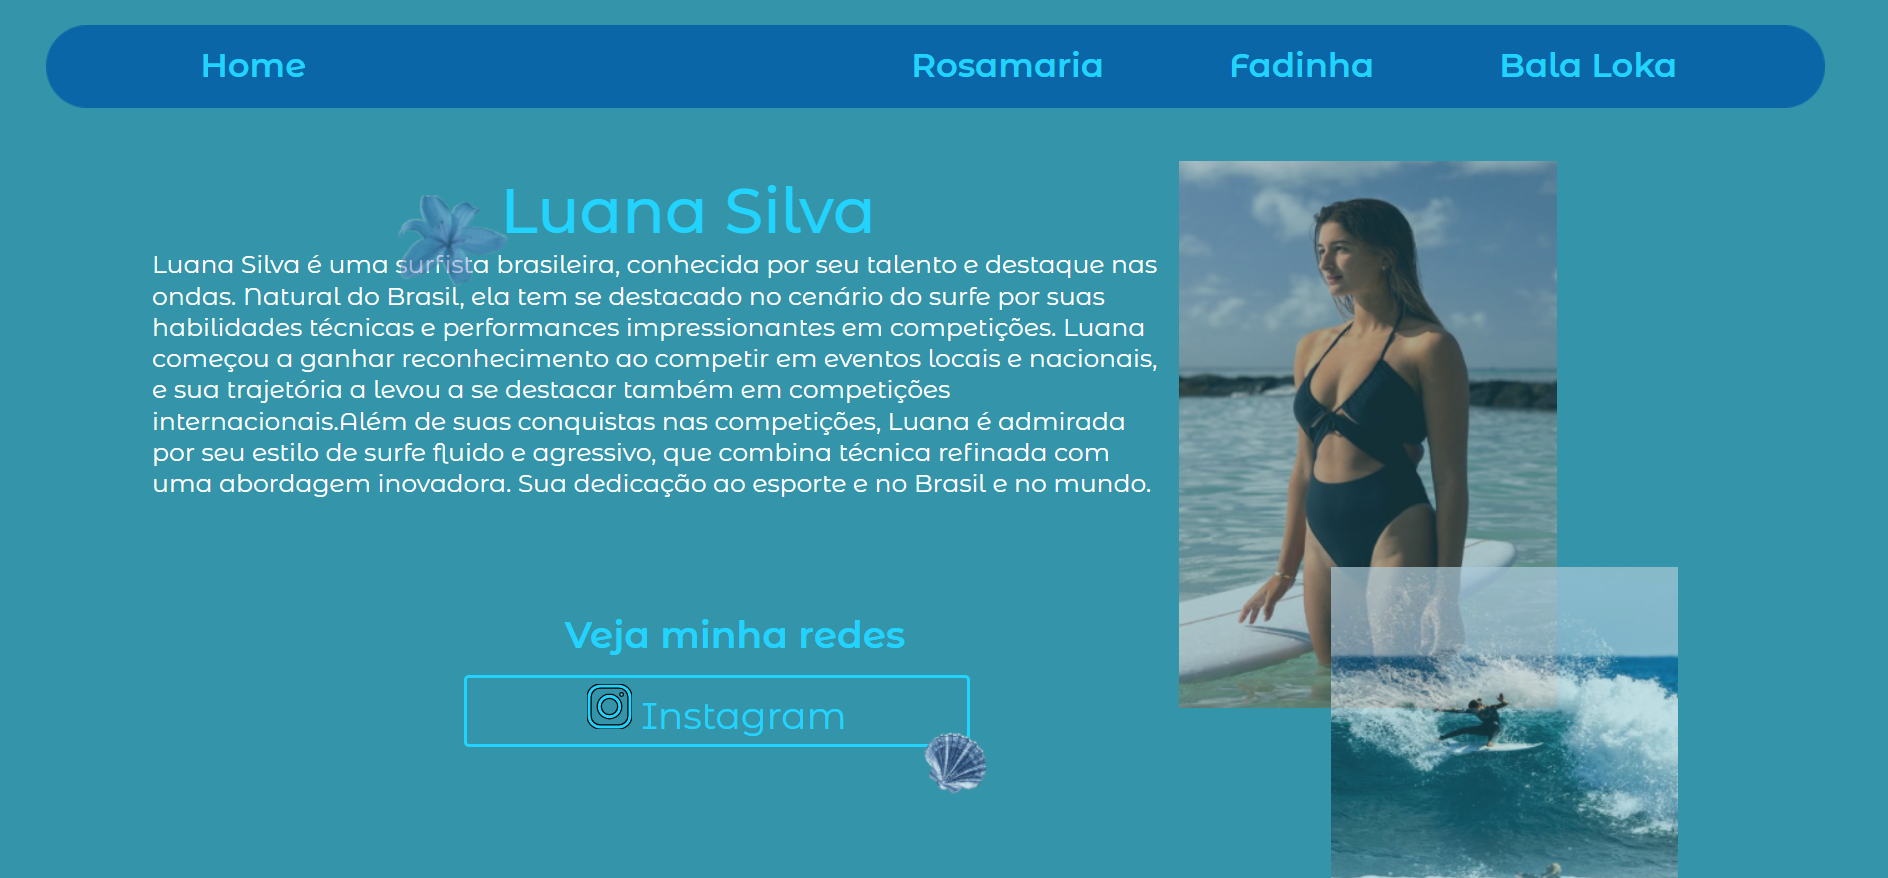 Home
Rosamaria
Fadinha
Bala Loka
Luana Silva
Luana Silva é uma surfista brasileira, conhecida por seu talento e destaque nas
ondas. Natural do Brasil, ela tem se destacado no cenário do surfe por suas
habilidades técnicas e performances impressionantes em competições. Luana
começou a ganhar reconhecimento ao competir em eventos locais e nacionais,
e sua trajetória a levou a se destacar também em competições
internacionais.Além de suas conquistas nas competições, Luana é admirada
por seu estilo de surfe fluido e agressivo, que combina técnica refinada com
uma abordagem inovadora. Sua dedicação ao esporte e no Brasil e no mundo.
Veja minha redes
Instagram